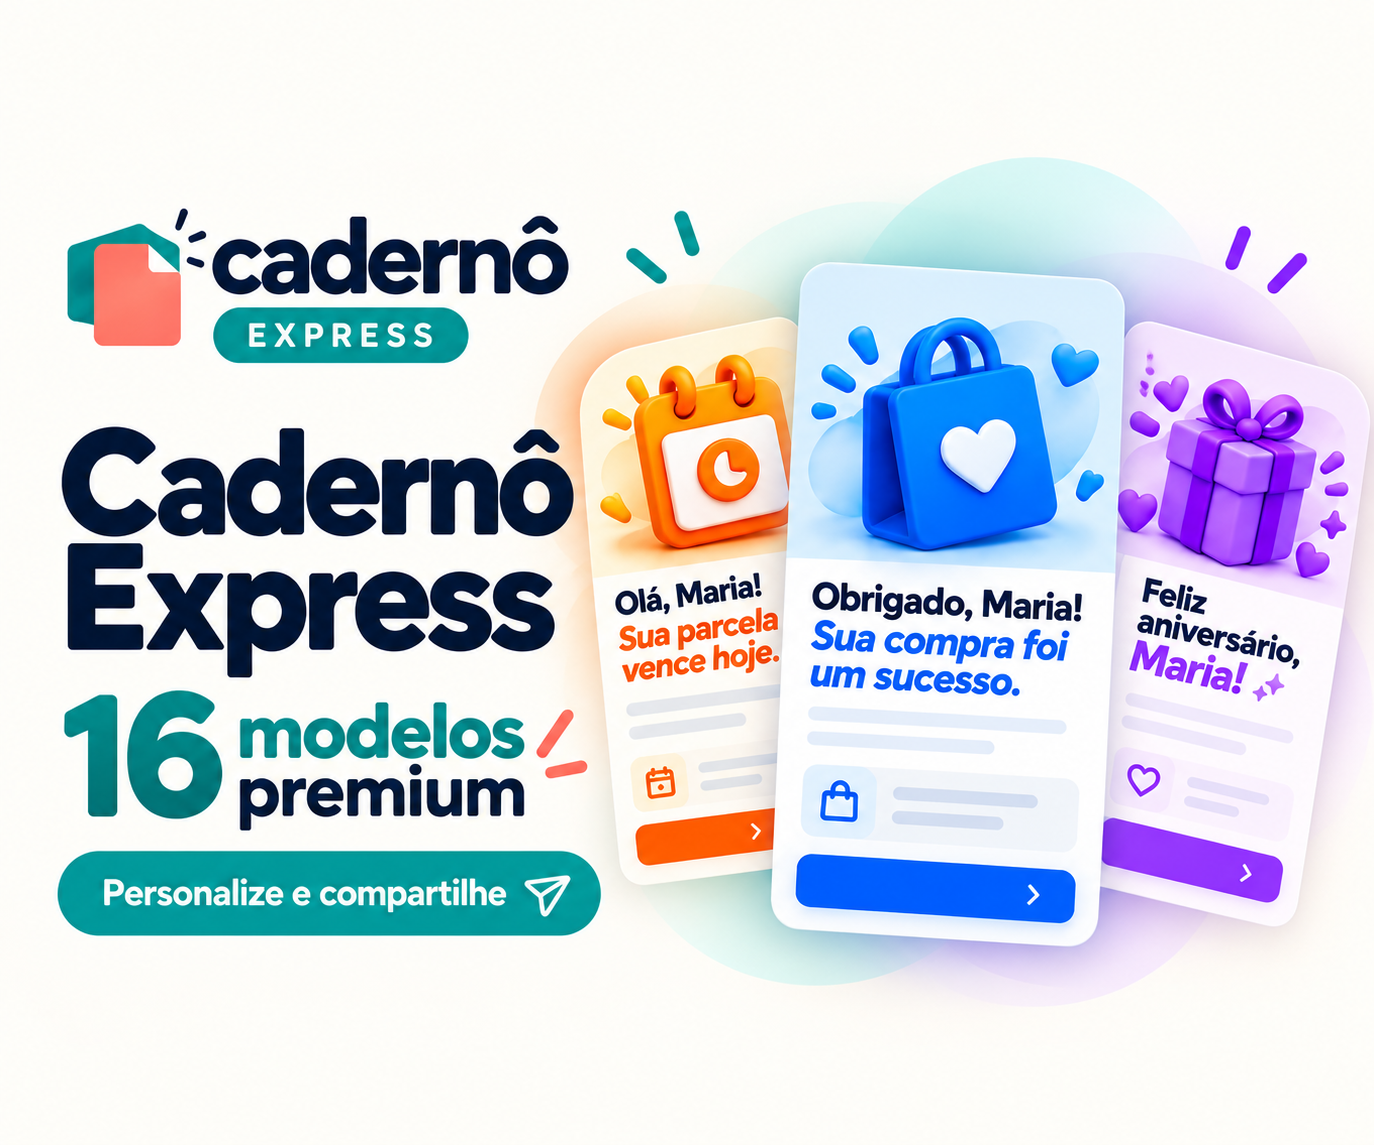 cadernô
EXPRESS
Cadernô
Express
16 modelos
premium
Personalize e compartilhe
Olá, Maria!
Sua parcela
vence hoje.
Obrigado, Maria!
Sua compra foi
um sucesso.
Feliz
aniversário,
Maria!